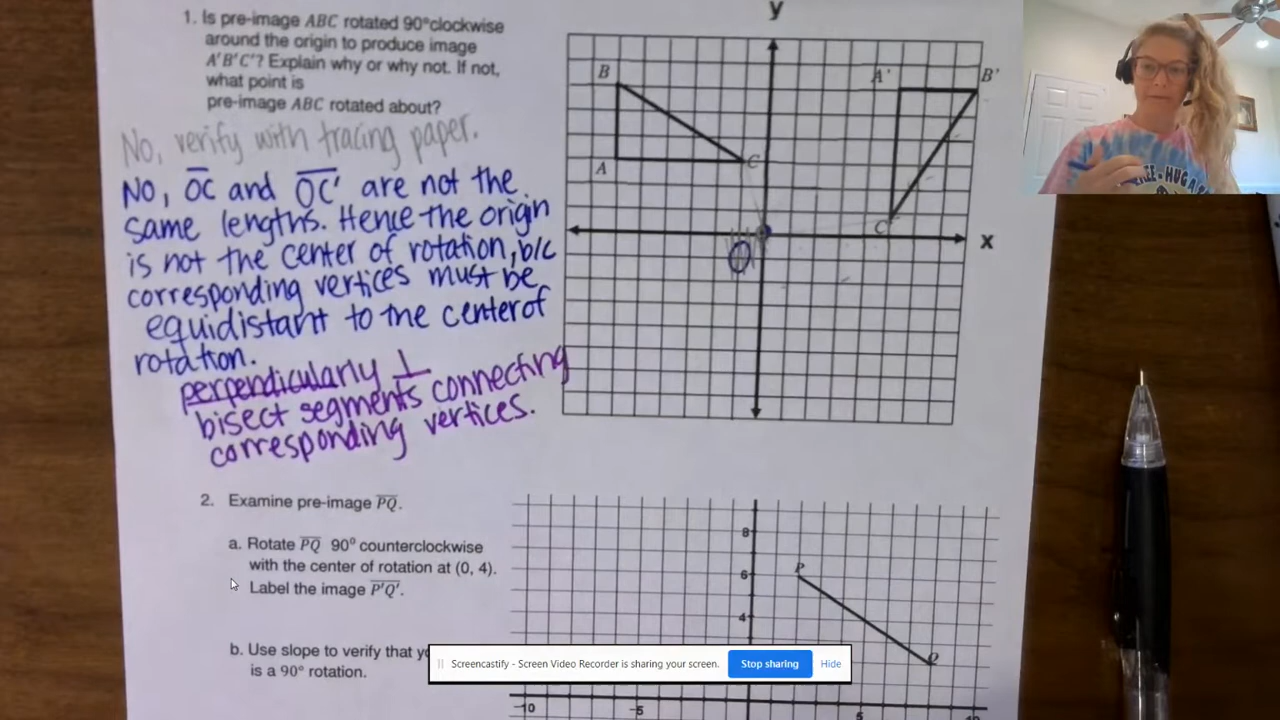 1. Is pre-image ABC rotated 90°clockwise
around the origin to produce image
A'B'C'? Explain why or why not. If not,
what point is
pre-image ABC rotated about?
No, verify with tracing paper.
No, OC and OC' are not the
same lengths. Hence the origin
is not the center of rotation, b/c
corresponding vertices must be
equidistant to the center of
rotation.
perpendicularly ⊥
bisect segments connecting
corresponding vertices.
y
B
A
C
A'
B'
C'
x
O
2. Examine pre-image PQ.
a. Rotate PQ 90° counterclockwise
with the center of rotation at (0, 4).
Label the image P'Q'.
b. Use slope to verify that
is a 90° rotation.
8
6
4
P
Q
-10
-5
5
10
Screencastify - Screen Video Recorder is sharing your screen.
Stop sharing
Hide